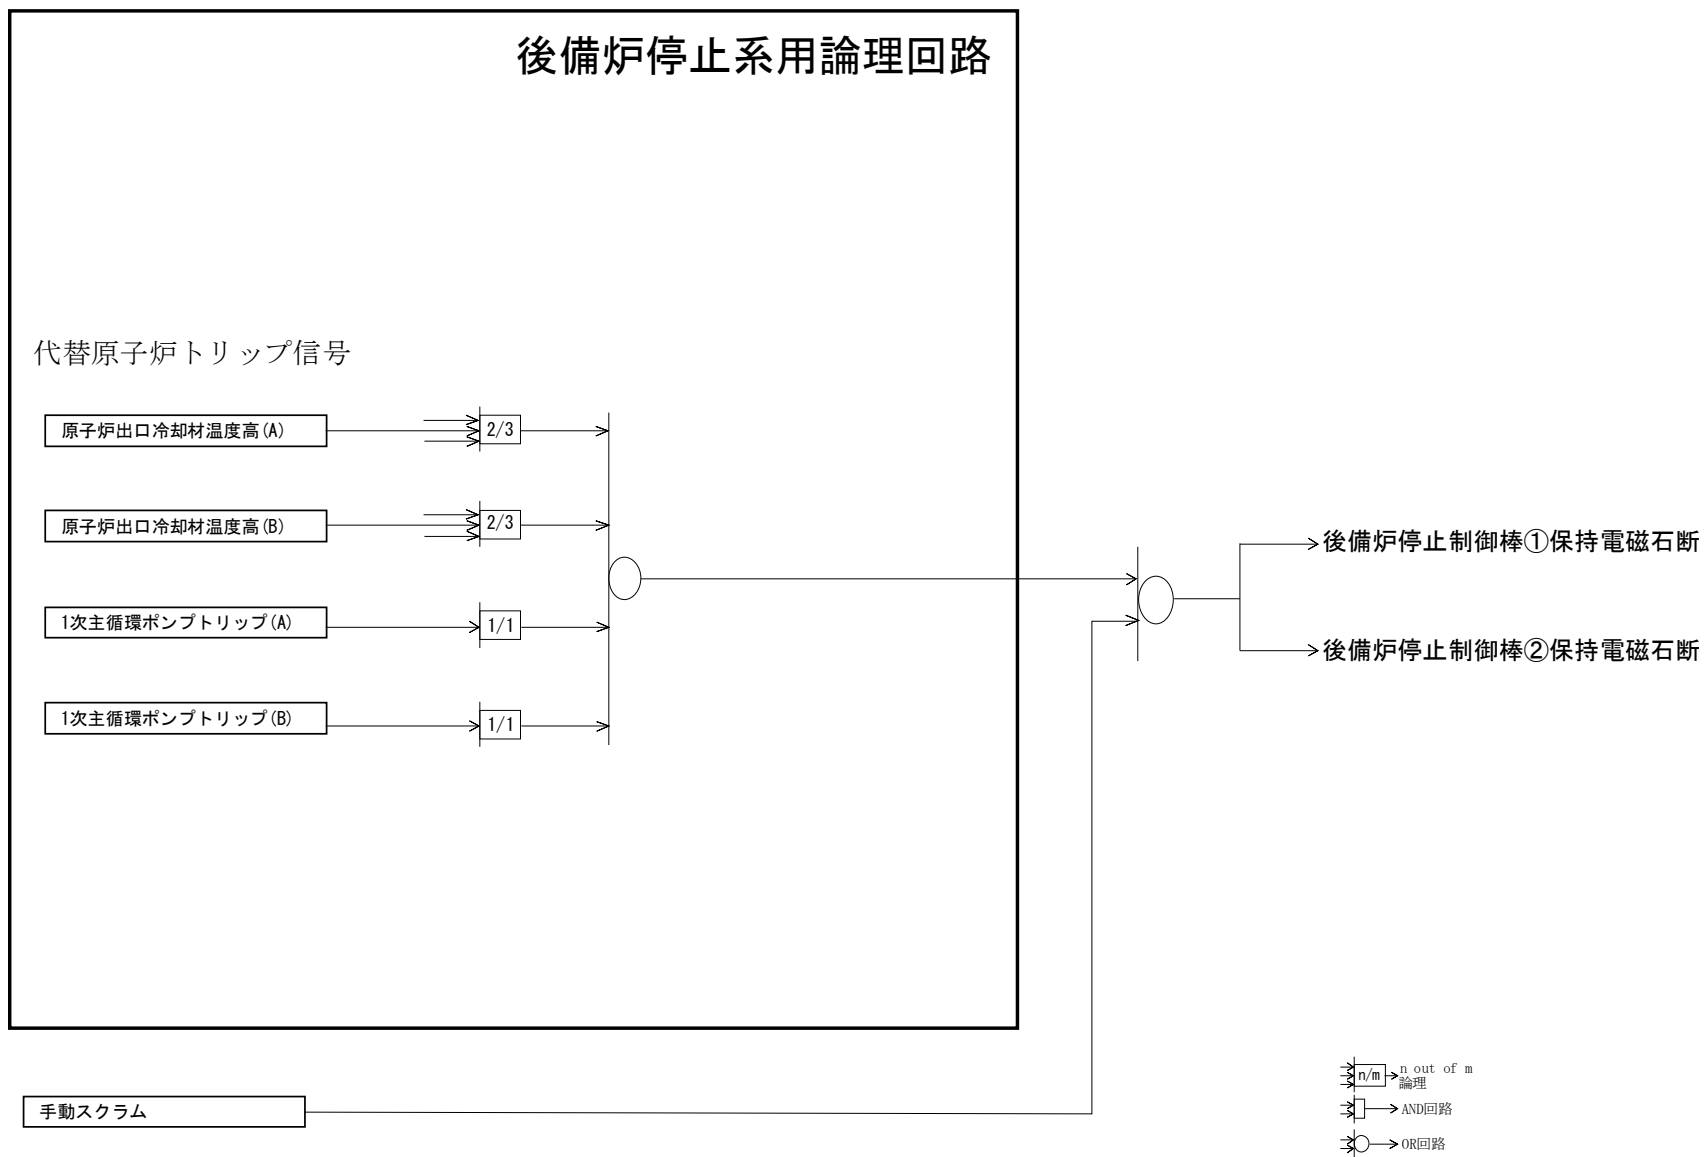 後備炉停止系用論理回路
代替原子炉トリップ信号
原子炉出口冷却材温度高(A)
2/3
原子炉出口冷却材温度高(B)
2/3
後備炉停止制御棒①保持電磁石断
1次主循環ポンプトリップ(A)
1/1
後備炉停止制御棒②保持電磁石断
1次主循環ポンプトリップ(B)
1/1
手動スクラム
n/m
n out of m
論理
AND回路
OR回路